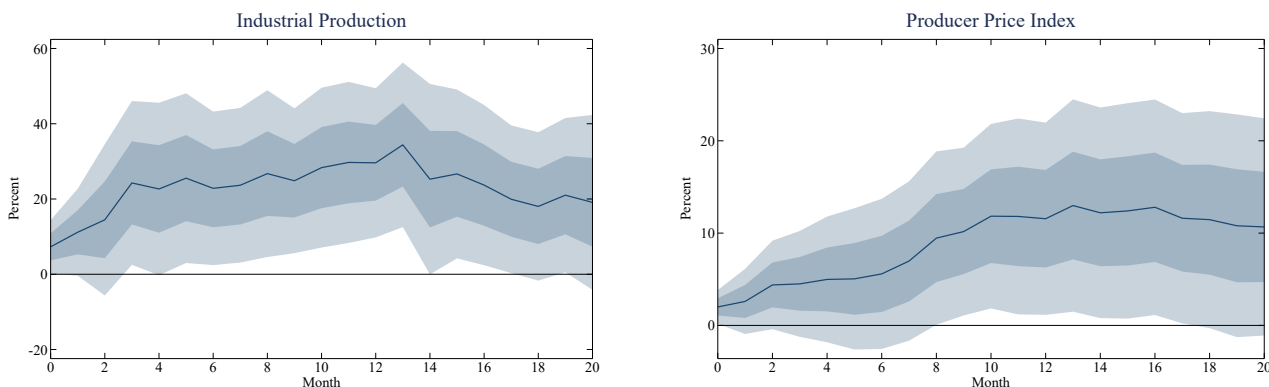 Industrial Production
Percent
60
40
20
0
-20
0 2 4 6 8 10 12 14 16 18 20
Month
Producer Price Index
Percent
30
20
10
0
0 2 4 6 8 10 12 14 16 18 20
Month